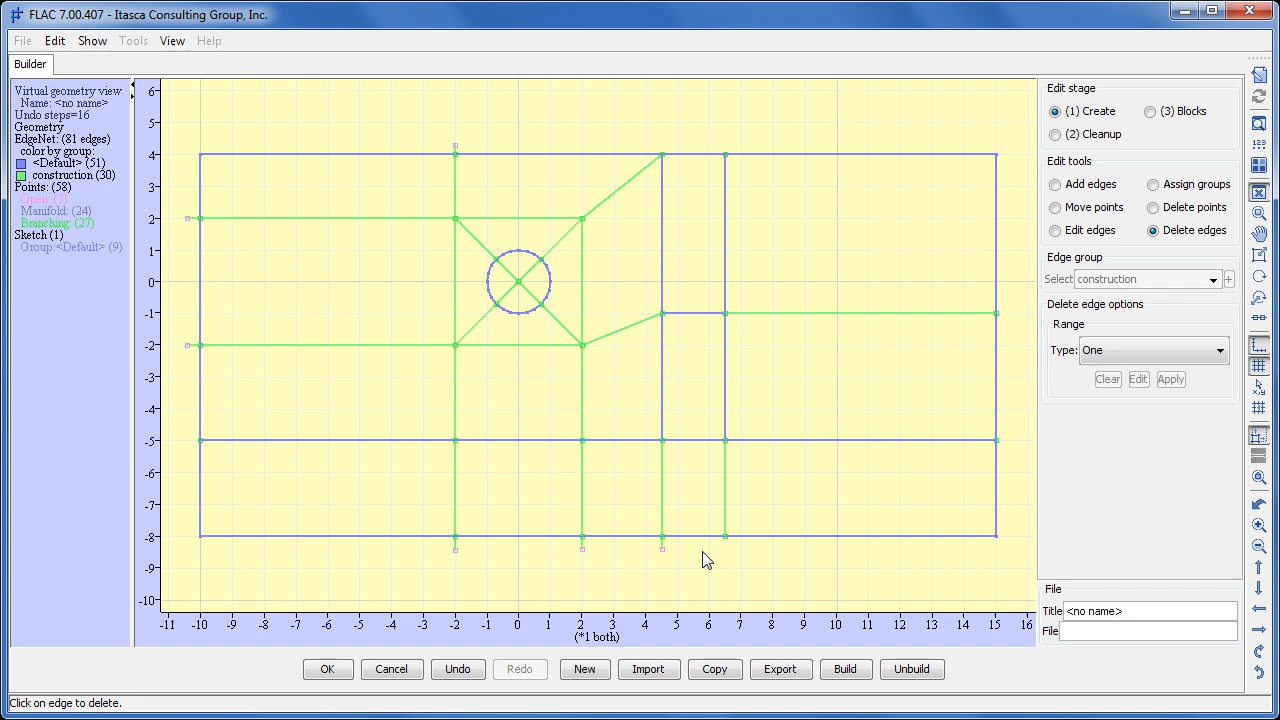 FLAC 7.00.407 - Itasca Consulting Group, Inc.
File Edit Show Tools View Help
Builder
Virtual geometry view
Name: <no name>
Undo steps=16
Geometry
EdgeNet: (81 edges)
color by group
<Default> (51)
construction (30)
Points: (58)
Open: (7)
Manifold: (24)
Branching: (27)
Sketch (1)
Group:<Default> (9)
6
5
4
3
2
1
0
-1
-2
-3
-4
-5
-6
-7
-8
-9
-10
-11 -10 -9 -8 -7 -6 -5 -4 -3 -2 -1 0 1 2 3 4 5 6 7 8 9 10 11 12 13 14 15 16
(*1 both)
Edit stage
(1) Create (3) Blocks
(2) Cleanup
Edit tools
Add edges Assign groups
Move points Delete points
Edit edges Delete edges
Edge group
Select construction +
Delete edge options
Range
Type: One
Clear Edit Apply
File
Title <no name>
File
123
x,y
OK Cancel Undo Redo New Import Copy Export Build Unbuild
Click on edge to delete.